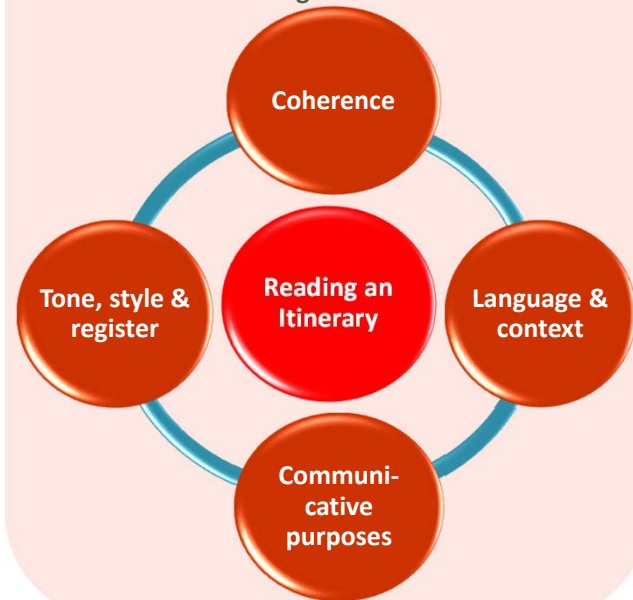 Coherence
Tone, style &
register
Reading an
Itinerary
Language &
context
Communi-
cative
purposes